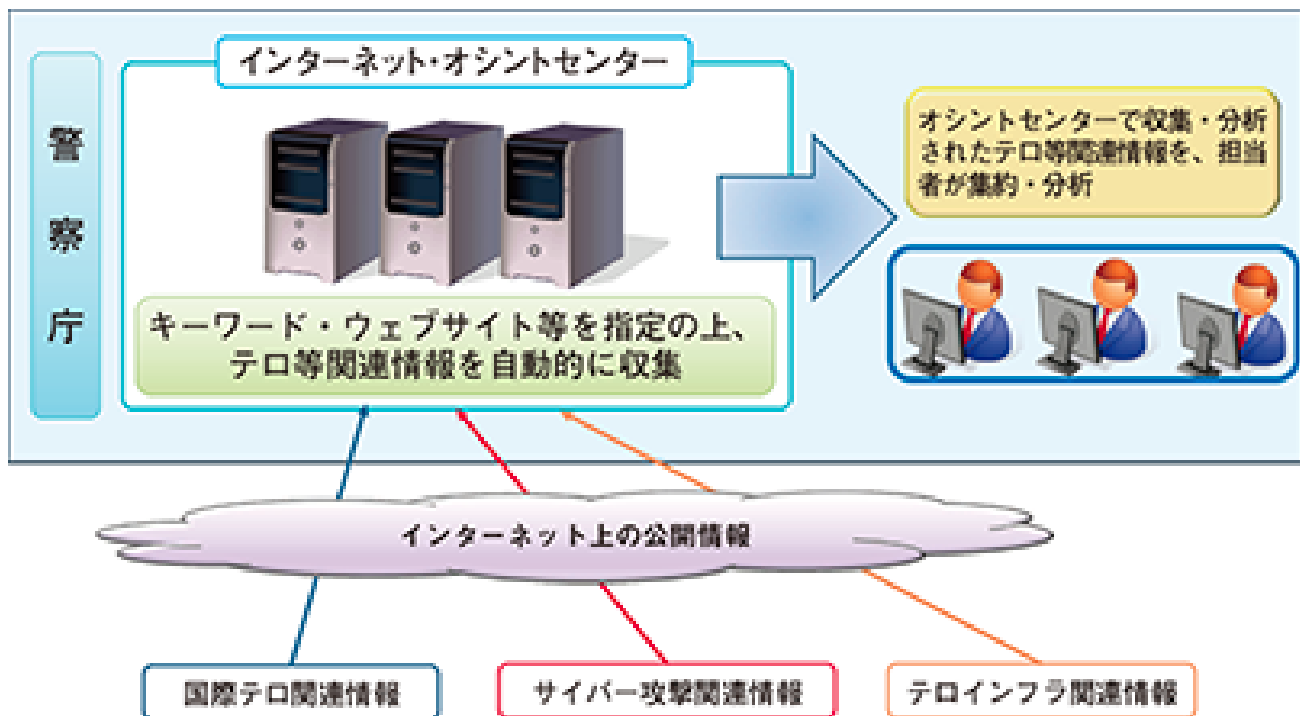 インターネット・オシントセンター
警察庁
キーワード・ウェブサイト等を指定の上、
テロ等関連情報を自動的に収集
オシントセンターで収集・分析
されたテロ等関連情報を、担当
者が集約・分析
インターネット上の公開情報
国際テロ関連情報
サイバー攻撃関連情報
テロインフラ関連情報